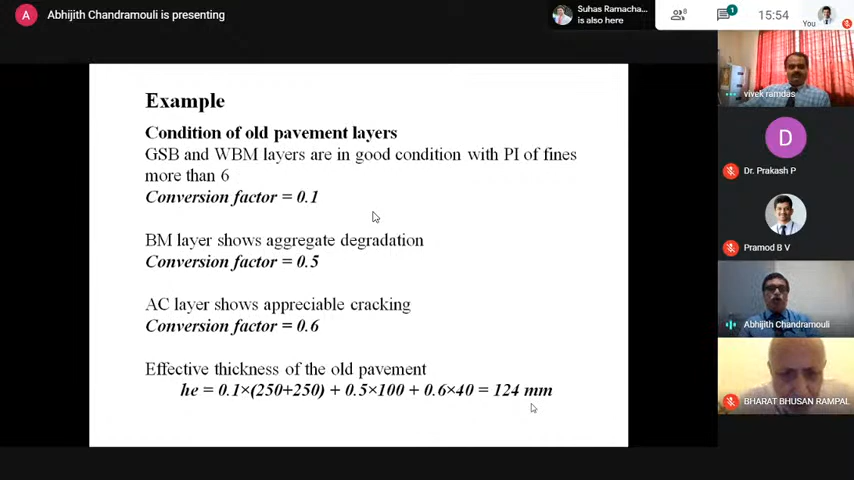 A Abhijith Chandramouli is presenting
Suhas Ramacha...
is also here
8
1
15:54
You
Example
Condition of old pavement layers
GSB and WBM layers are in good condition with PI of fines
more than 6
Conversion factor = 0.1
BM layer shows aggregate degradation
Conversion factor = 0.5
AC layer shows appreciable cracking
Conversion factor = 0.6
Effective thickness of the old pavement
he = 0.1×(250+250) + 0.5×100 + 0.6×40 = 124 mm
vivek ramdas
D
Dr. Prakash P
Pramod B V
Abhijith Chandramouli
BHARAT BHUSAN RAMPAL